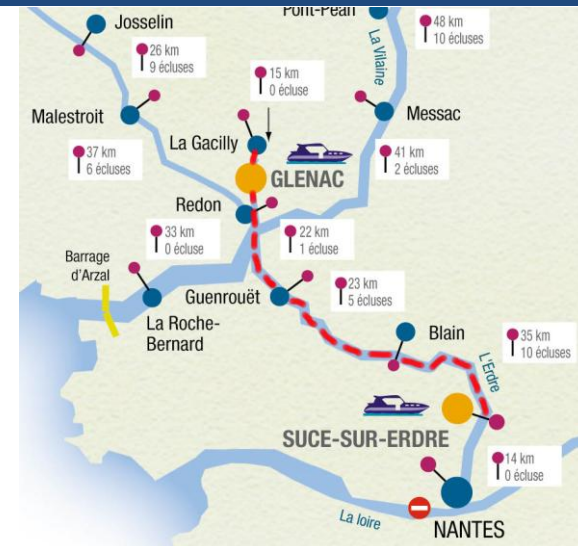 Pont-Péan
48 km
10 écluses
Josselin
La Vilaine
26 km
9 écluses
15 km
0 écluse
Malestroit
Messac
La Gacilly
37 km
6 écluses
41 km
2 écluses
GLENAC
Redon
33 km
0 écluse
22 km
1 écluse
Barrage
d'Arzal
23 km
5 écluses
Guenrouët
La Roche-
Bernard
Blain
35 km
10 écluses
L'Erdre
SUCE-SUR-ERDRE
14 km
0 écluse
La loire
NANTES